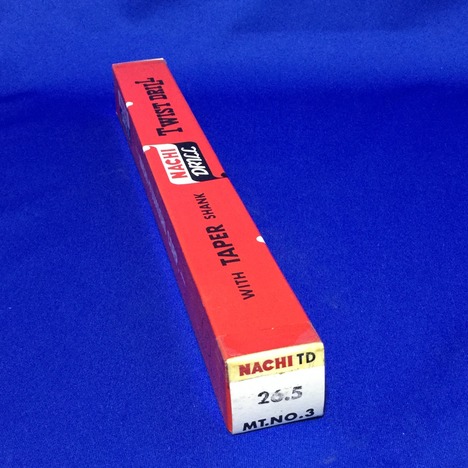 TWIST DRILL
NACHI
DRILL
WITH TAPER SHANK
NACHI TD
26.5
MT.NO.3